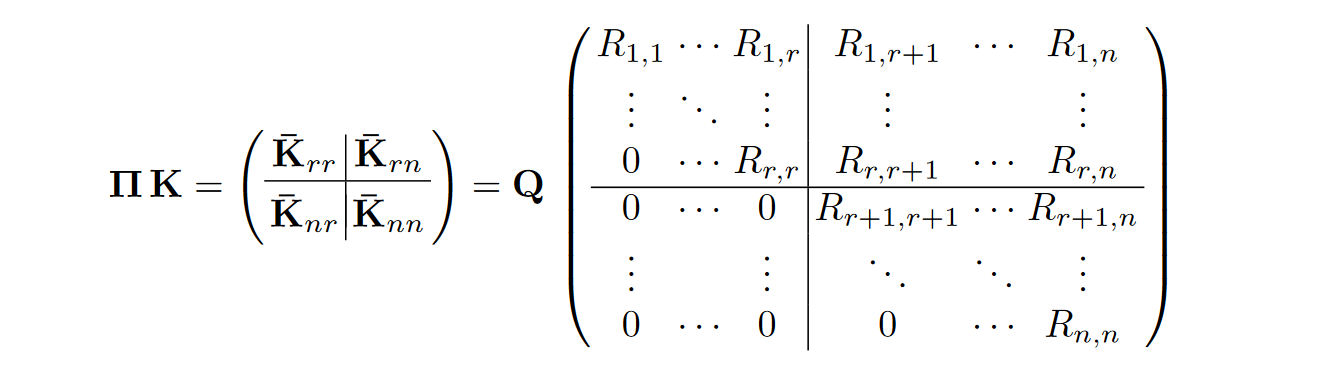 $$\mathbf{\Pi}\,\mathbf{K} = \left(\begin{array}{c|c} \bar{\mathbf{K}}_{rr} & \bar{\mathbf{K}}_{rn} \\ \hline \bar{\mathbf{K}}_{nr} & \bar{\mathbf{K}}_{nn} \end{array}\right) = \mathbf{Q} \left(\begin{array}{ccc|ccc} R_{1,1} & \cdots & R_{1,r} & R_{1,r+1} & \cdots & R_{1,n} \\ \vdots & \ddots & \vdots & \vdots & & \vdots \\ 0 & \cdots & R_{r,r} & R_{r,r+1} & \cdots & R_{r,n} \\ \hline 0 & \cdots & 0 & R_{r+1,r+1} & \cdots & R_{r+1,n} \\ \vdots & & \vdots & \ddots & \ddots & \vdots \\ 0 & \cdots & 0 & 0 & \cdots & R_{n,n} \end{array}\right)$$